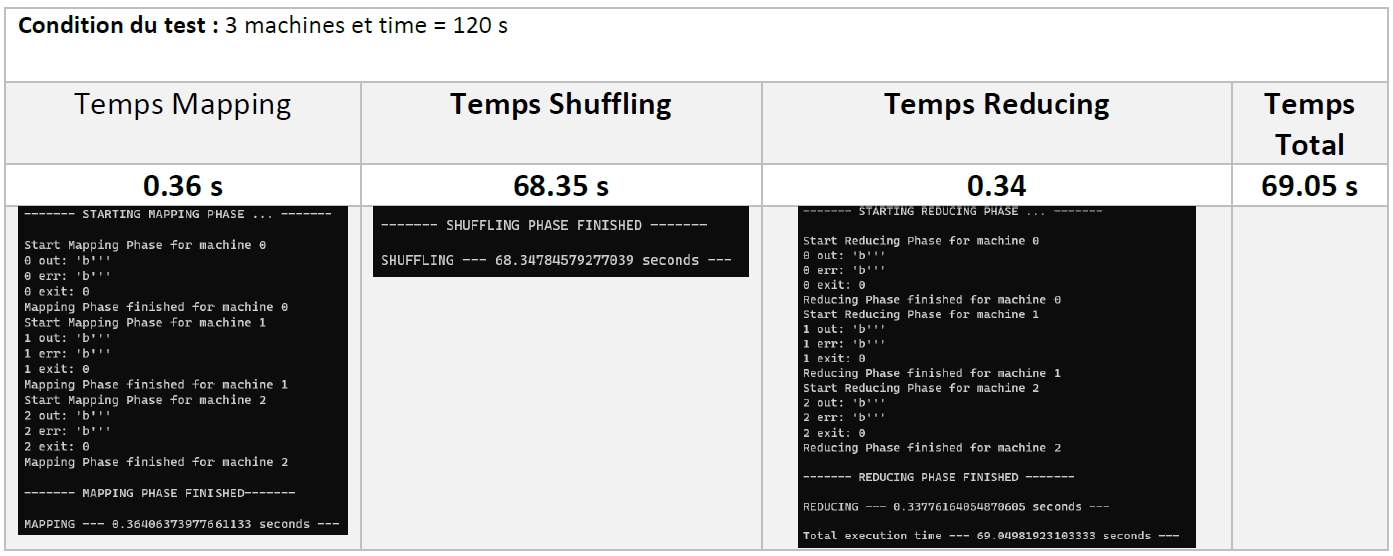 Condition du test : 3 machines et time = 120 s
Temps Mapping
Temps Shuffling
Temps Reducing
Temps
Total
0.36 s
68.35 s
0.34
69.05 s
------- STARTING MAPPING PHASE ... -------
Start Mapping Phase for machine 0
0 out: 'b'''
0 err: 'b'''
0 exit: 0
Mapping Phase finished for machine 0
Start Mapping Phase for machine 1
1 out: 'b'''
1 err: 'b'''
1 exit: 0
Mapping Phase finished for machine 1
Start Mapping Phase for machine 2
2 out: 'b'''
2 err: 'b'''
2 exit: 0
Mapping Phase finished for machine 2
------- MAPPING PHASE FINISHED-------
MAPPING --- 0.36406373977661133 seconds ---
------- SHUFFLING PHASE FINISHED -------
SHUFFLING --- 68.34784579277039 seconds ---
------- STARTING REDUCING PHASE ... -------
Start Reducing Phase for machine 0
0 out: 'b'''
0 err: 'b'''
0 exit: 0
Reducing Phase finished for machine 0
Start Reducing Phase for machine 1
1 out: 'b'''
1 err: 'b'''
1 exit: 0
Reducing Phase finished for machine 1
Start Reducing Phase for machine 2
2 out: 'b'''
2 err: 'b'''
2 exit: 0
Reducing Phase finished for machine 2
------- REDUCING PHASE FINISHED -------
REDUCING --- 0.33776164054870605 seconds ---
Total execution time --- 69.04981923103333 seconds ---